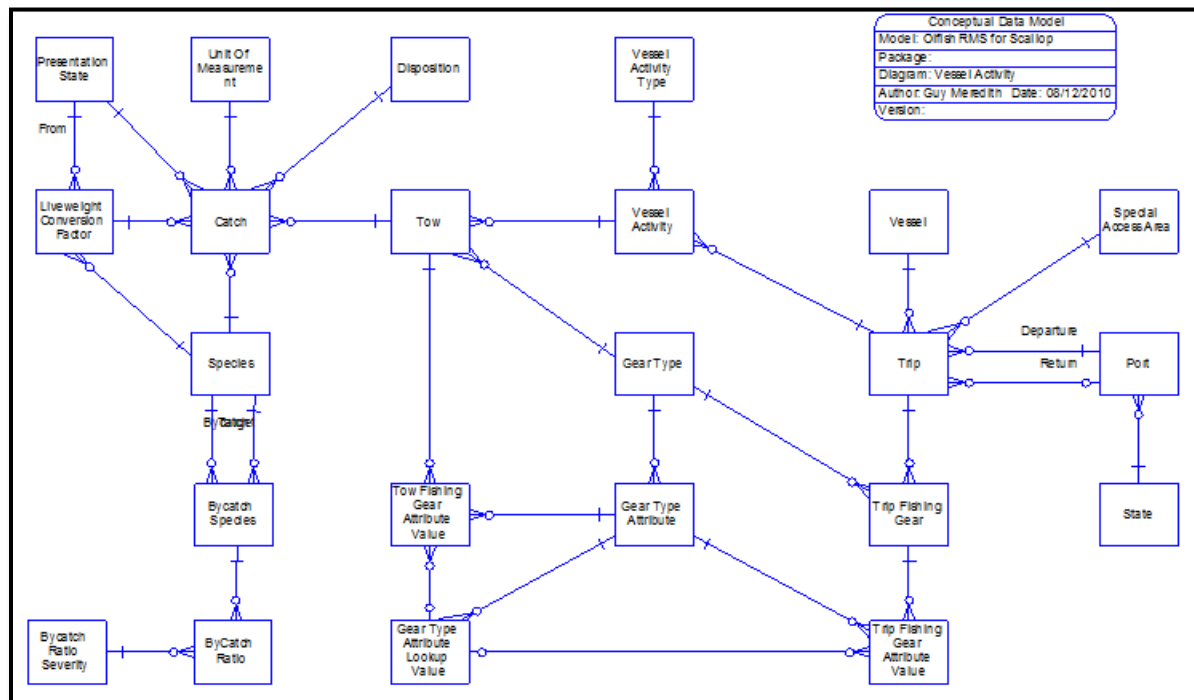 Conceptual Data Model
Model: Olfish RMS for Scallop
Package:
Diagram: Vessel Activity
Author: Guy Meredith Date: 08/12/2010
Version:
Presentation
State
Unit Of
Measureme
nt
Disposition
Vessel
Activity
Type
From
Liveweight
Conversion
Factor
Catch
Tow
Vessel
Activity
Vessel
Special
Access Area
Species
Gear Type
Trip
Departure
Return
Port
Bycatch
Species
Tow Fishing
Gear
Attribute
Value
Gear Type
Attribute
Trip Fishing
Gear
State
Bycatch
Ratio
Severity
ByCatch
Ratio
Gear Type
Attribute
Lookup
Value
Trip Fishing
Gear
Attribute
Value